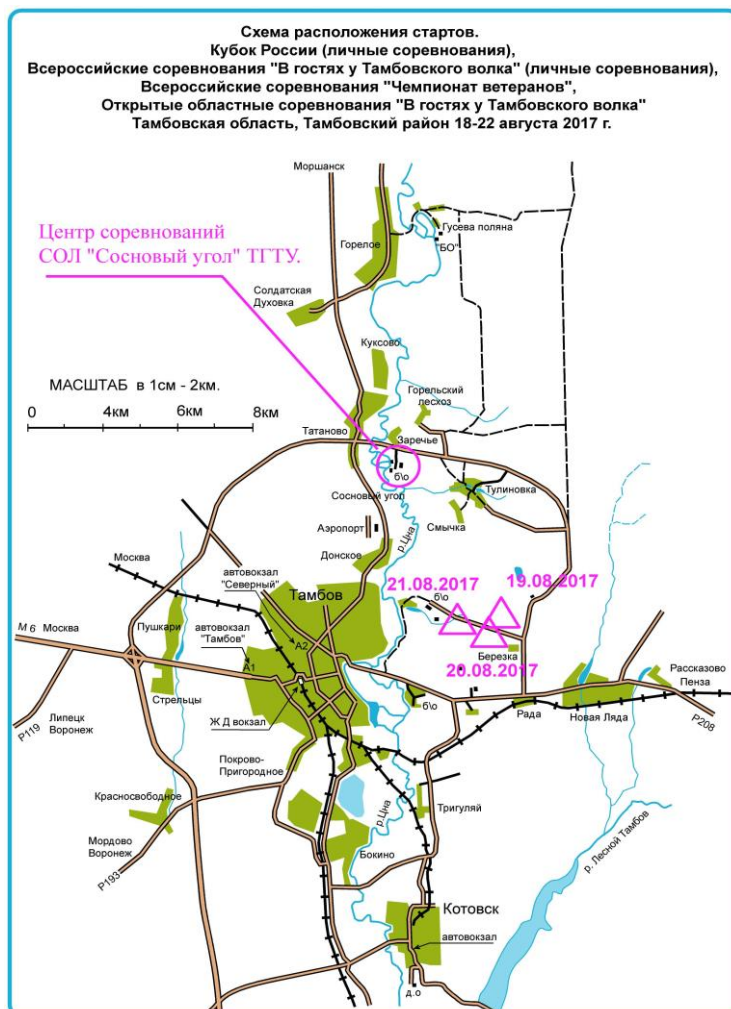 Схема расположения стартов.
Кубок России (личные соревнования),
Всероссийские соревнования "В гостях у Тамбовского волка" (личные соревнования),
Всероссийские соревнования "Чемпионат ветеранов",
Открытые областные соревнования "В гостях у Тамбовского волка"
Тамбовская область, Тамбовский район 18-22 августа 2017 г.
Моршанск
Гусева поляна
"БО"
Центр соревнований
СОЛ "Сосновый угол" ТГТУ.
Горелое
Солдатская
Духовка
Куксово
МАСШТАБ в 1см - 2км.
Горельский
лесхоз
0 4км 6км 8км
Татаново
Заречье
б\о
Сосновый угол
Тулиновка
Смычка
Аэропорт
р.Цна
Донское
Москва
автовокзал
"Северный"
Тамбов
21.08.2017
19.08.2017
б\о
М 6 Москва
Пушкари
автовокзал
"Тамбов"
А2
А1
Березка
20.08.2017
Рассказово
Пенза
Стрельцы
б\о
Рада
Новая Ляда
Р208
Р119
Липецк
Воронеж
Ж Д вокзал
Покрово-
Пригородное
Красносвободное
р.Цна
Тригуляй
Мордово
Воронеж
Р193
Бокино
р. Лесной Тамбов
Котовск
автовокзал
д.о